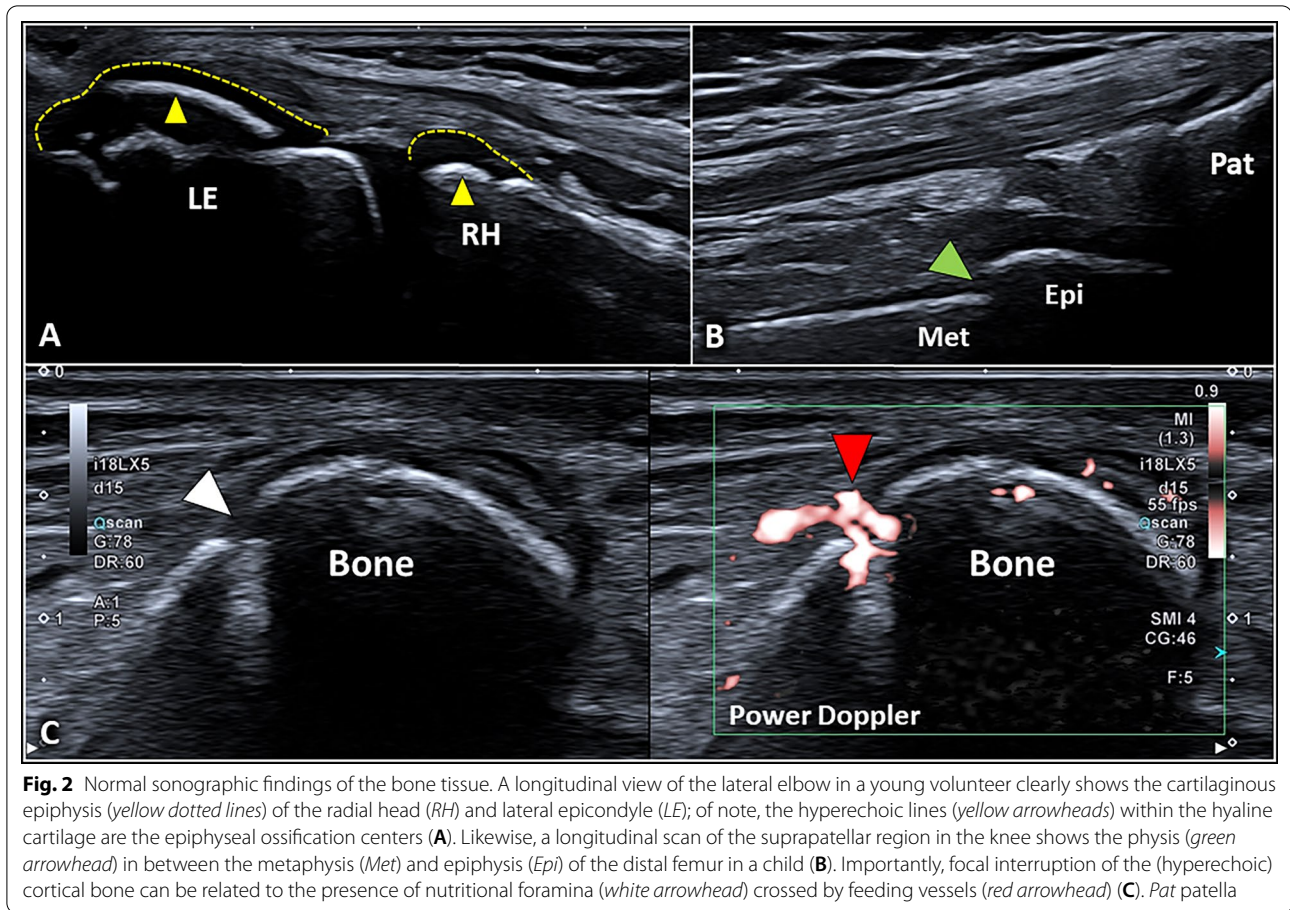 LE
RH
A
Pat
Epi
Met
B
0
i18LX5
d15
Qscan
G:78
DR:60
A:1
P:5
1
Bone
C
0
0.9
MI
(1.3)
i18LX5
d15
55 fps
Qscan
G:78
DR:60
Bone
SMI 4
CG:46
1
F:5
Power Doppler
Fig. 2 Normal sonographic findings of the bone tissue. A longitudinal view of the lateral elbow in a young volunteer clearly shows the cartilaginous
epiphysis (yellow dotted lines) of the radial head (RH) and lateral epicondyle (LE); of note, the hyperechoic lines (yellow arrowheads) within the hyaline
cartilage are the epiphyseal ossification centers (A). Likewise, a longitudinal scan of the suprapatellar region in the knee shows the physis (green
arrowhead) in between the metaphysis (Met) and epiphysis (Epi) of the distal femur in a child (B). Importantly, focal interruption of the (hyperechoic)
cortical bone can be related to the presence of nutritional foramina (white arrowhead) crossed by feeding vessels (red arrowhead) (C). Pat patella